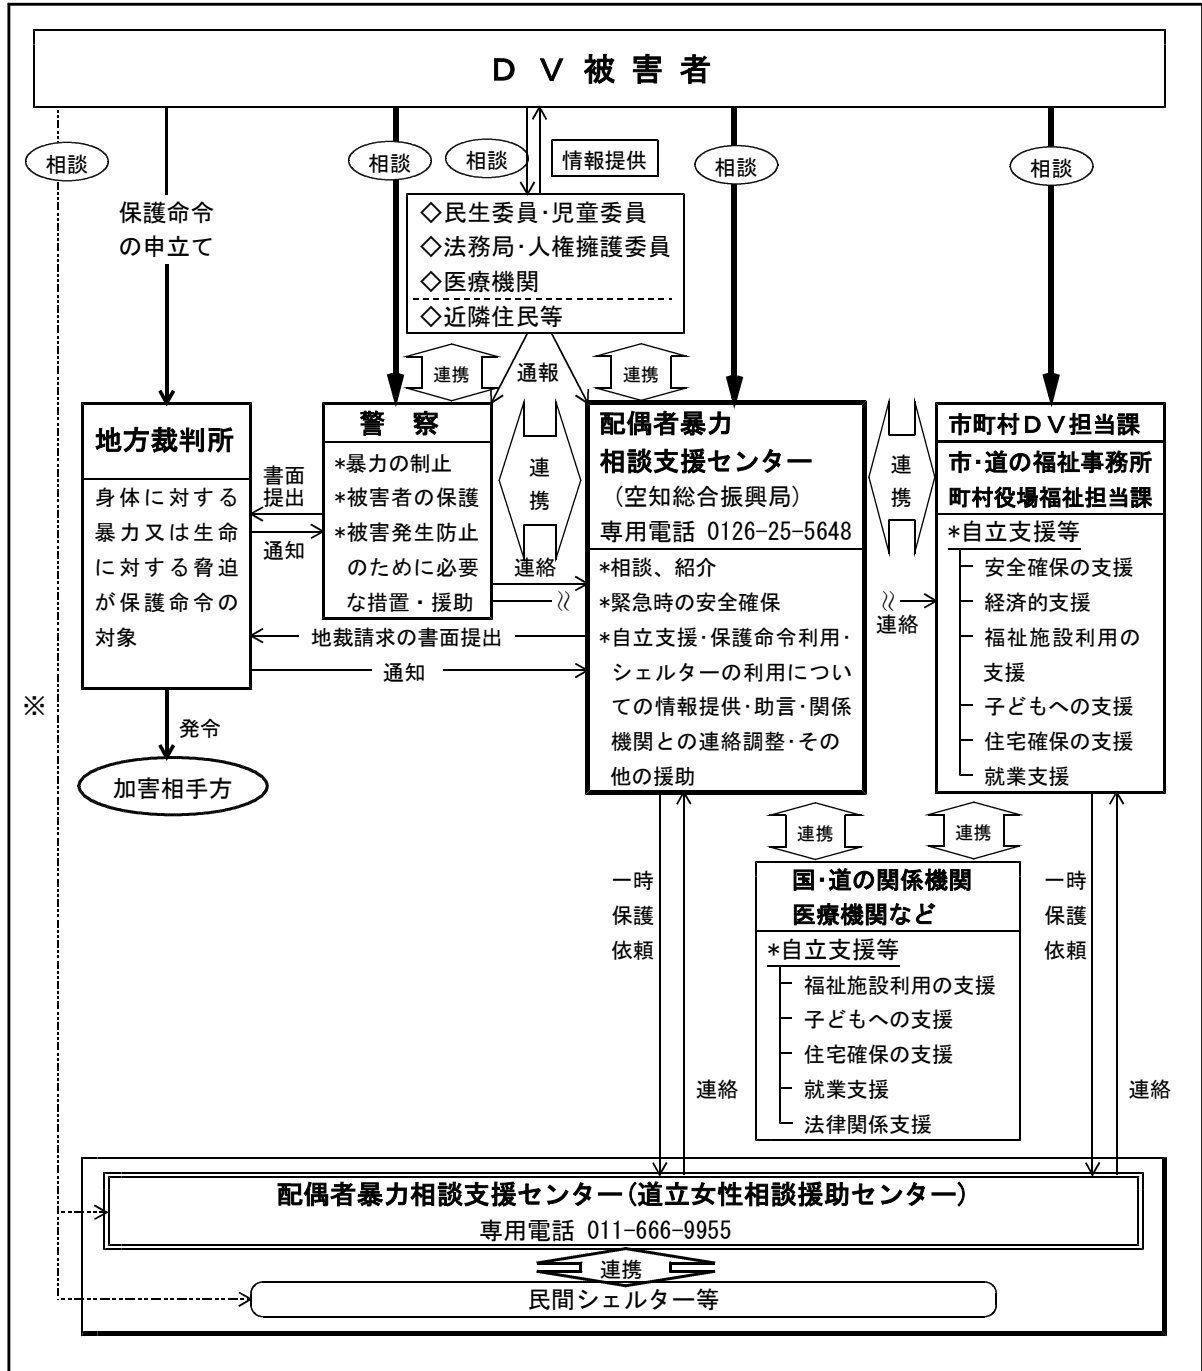 ＤＶ被害者
相談
相談
相談
情報提供
相談
相談
保護命令
の申立て
◇民生委員･児童委員
◇法務局･人権擁護委員
◇医療機関
◇近隣住民等
連携
通報
連携
地方裁判所
身体に対する
暴力又は生命
に対する脅迫
が保護命令の
対象
書面
提出
通知
警 察
*暴力の制止
*被害者の保護
*被害発生防止
のために必要
な措置・援助
連
携
連絡
〃
地裁請求の書面提出
通知
配偶者暴力
相談支援センター
（空知総合振興局）
専用電話 0126-25-5648
*相談、紹介
*緊急時の安全確保
*自立支援･保護命令利用･
シェルターの利用につい
ての情報提供･助言･関係
機関との連絡調整･その
他の援助
連
携
〃
連絡
市町村ＤＶ担当課
市・道の福祉事務所
町村役場福祉担当課
*自立支援等
安全確保の支援
経済的支援
福祉施設利用の
支援
子どもへの支援
住宅確保の支援
就業支援
※
発令
加害相手方
連携
連携
一時
保護
依頼
連絡
国･道の関係機関
医療機関など
*自立支援等
福祉施設利用の支援
子どもへの支援
住宅確保の支援
就業支援
法律関係支援
一時
保護
依頼
連絡
配偶者暴力相談支援センター(道立女性相談援助センター)
専用電話 011-666-9955
連携
民間シェルター等